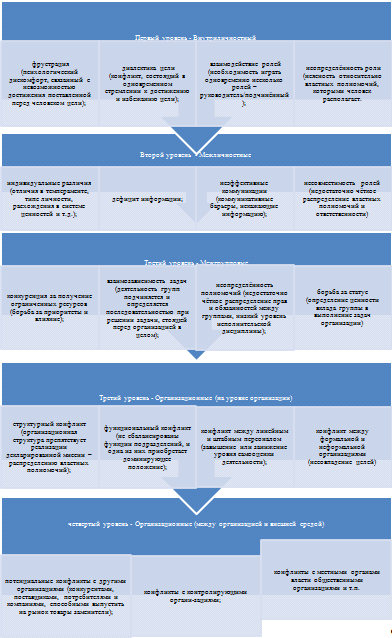 Первый уровень - Внутриличностный
фрустрация
(психологический
дискомфорт, связанный с
невозможностью
достижения поставленной
перед человеком цели);
диалектика цели
(конфликт, состоящий в
одновременном
стремлении к достижению
и избеганию цели);
взаимодействие ролей
(необходимость играть
одновременно несколько
ролей –
руководитель/подчинённый
);
неопределённость роли
(неясность относительно
властных полномочий,
которыми человек
располагает.
Второй уровень - Межличностные
индивидуальные различия
(отличия в темпераменте,
типе личности,
расхождения в системе
ценностей и т.д.);
дефицит информации;
неэффективные
коммуникации
(коммуникативные
барьеры, искажающие
информацию);
несовместимость ролей
(недостаточно чёткое
распределение властных
полномочий и
ответственности)
Третий уровень - Межгрупповые
конкуренция за получение
ограниченных ресурсов
(борьба за приоритеты и
влияние);
взаимозависимость задач
(деятельность групп
подчиняется и
определяется
последовательностью при
решении задачи, стоящей
перед организацией в
целом);
неопределённость
полномочий (недостаточно
чёткое распределение прав
и обязанностей между
группами, низкий уровень
исполнительской
дисциплины);
борьба за статус
(определение ценности
вклада группы в
выполнение задач
организации)
Третий уровень - Организационные (на уровне организации)
структурный конфликт
(организационная
структура препятствует
реализации
декларированной миссии –
распределению властных
полномочий);
функциональный конфликт
(не сбалансированы
функции подразделений, и
одна из них приобретает
доминирующее
положение);
конфликт между линейным
и штабным персоналом
(завышение или занижение
уровня самооценки
деятельности);
конфликт между
формальной и
неформальной
организациями
(несовпадение целей)
четвертый уровень - Организационные (между организацией и внешней средой)
потенциальные конфликты с другими
организациями (конкурентами,
поставщиками, потребителями и
компаниями, способными выпустить
на рынок товары заменители);
конфликты с контролирующими
органи-зациями;
конфликты с местными органами
власти общественными
организациями и т.п.